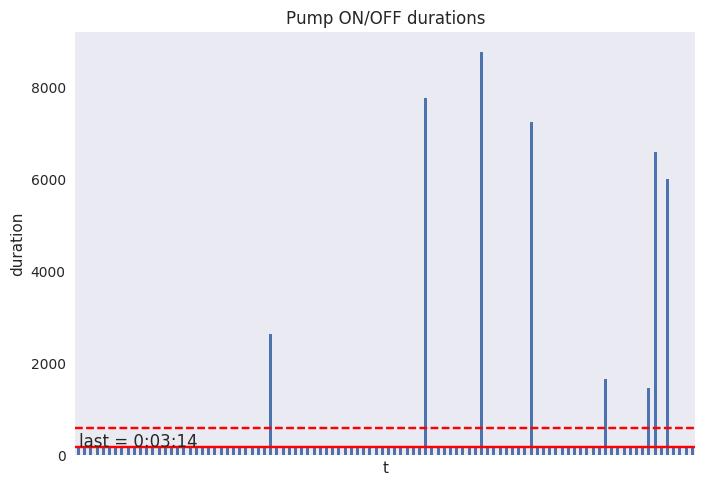 Pump ON/OFF durations
8000
6000
4000
2000
0
duration
last = 0:03:14
t